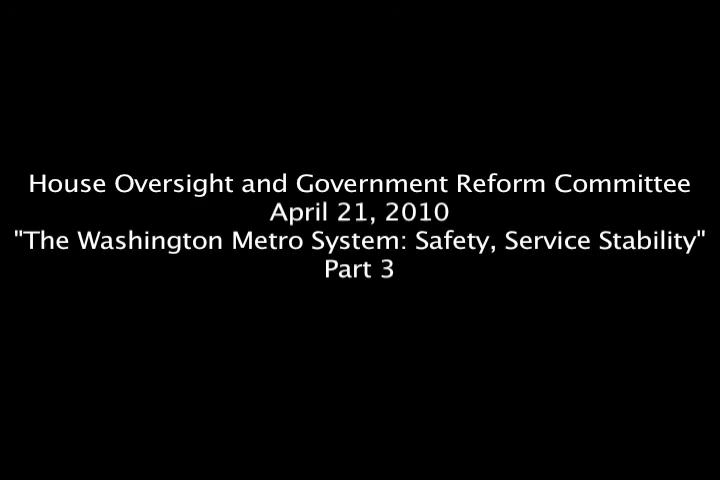 House Oversight and Government Reform Committee
April 21, 2010
"The Washington Metro System: Safety, Service Stability"
Part 3